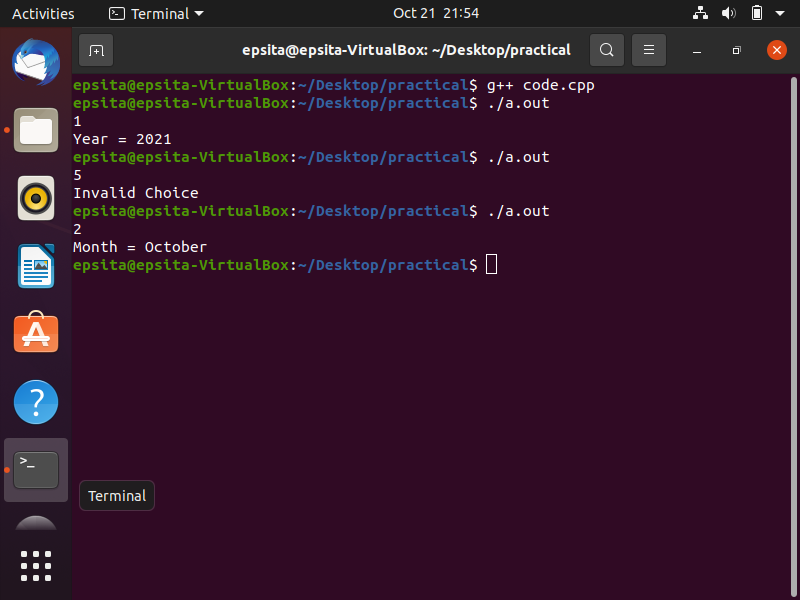 Activities Terminal Oct 21 21:54
epsita@epsita-VirtualBox: ~/Desktop/practical
epsita@epsita-VirtualBox:~/Desktop/practical$ g++ code.cpp
epsita@epsita-VirtualBox:~/Desktop/practical$ ./a.out
1
Year = 2021
epsita@epsita-VirtualBox:~/Desktop/practical$ ./a.out
5
Invalid Choice
epsita@epsita-VirtualBox:~/Desktop/practical$ ./a.out
2
Month = October
epsita@epsita-VirtualBox:~/Desktop/practical$
Terminal